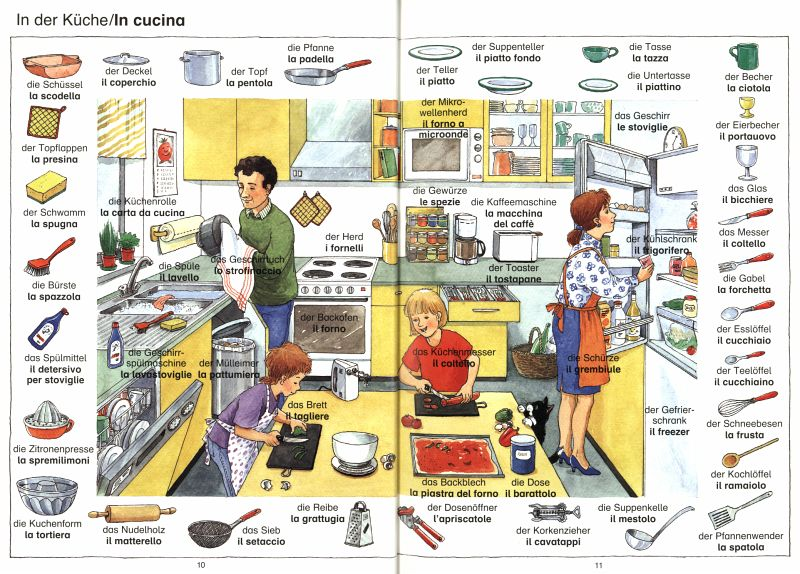 In der Küche/In cucina
die Schüssel
la scodella
der Deckel
il coperchio
der Topf
la pentola
die Pfanne
la padella
der Teller
il piatto
der Suppenteller
il piatto fondo
die Tasse
la tazza
die Untertasse
il piattino
der Becher
la ciotola
der Topflappen
la presina
der Mikro-
wellenherd
il forno a
microonde
das Geschirr
le stoviglie
der Eierbecher
il portauovo
der Schwamm
la spugna
die Küchenrolle
la carta da cucina
die Gewürze
le spezie
die Kaffeemaschine
la macchina
del caffè
das Glas
il bicchiere
die Bürste
la spazzola
die Spüle
il lavello
das Geschirrtuch
lo strofinaccio
der Herd
i fornelli
der Toaster
il tostapane
der Kühlschrank
il frigorifero
das Messer
il coltello
die Gabel
la forchetta
der Backofen
il forno
der Esslöffel
il cucchiaio
das Spülmittel
il detersivo
per stoviglie
die Geschirr-
spülmaschine
la lavastoviglie
der Mülleimer
la pattumiera
das Küchenmesser
il coltello
die Schürze
il grembiule
der Teelöffel
il cucchiaino
das Brett
il tagliere
der Gefrier-
schrank
il freezer
der Schneebesen
la frusta
die Zitronenpresse
la spremilimoni
das Backblech
la piastra del forno
die Dose
il barattolo
der Kochlöffel
il ramaiolo
die Kuchenform
la tortiera
das Nudelholz
il matterello
das Sieb
il setaccio
die Reibe
la grattugia
der Dosenöffner
l'apriscatole
der Korkenzieher
il cavatappi
die Suppenkelle
il mestolo
der Pfannenwender
la spatola
10
11